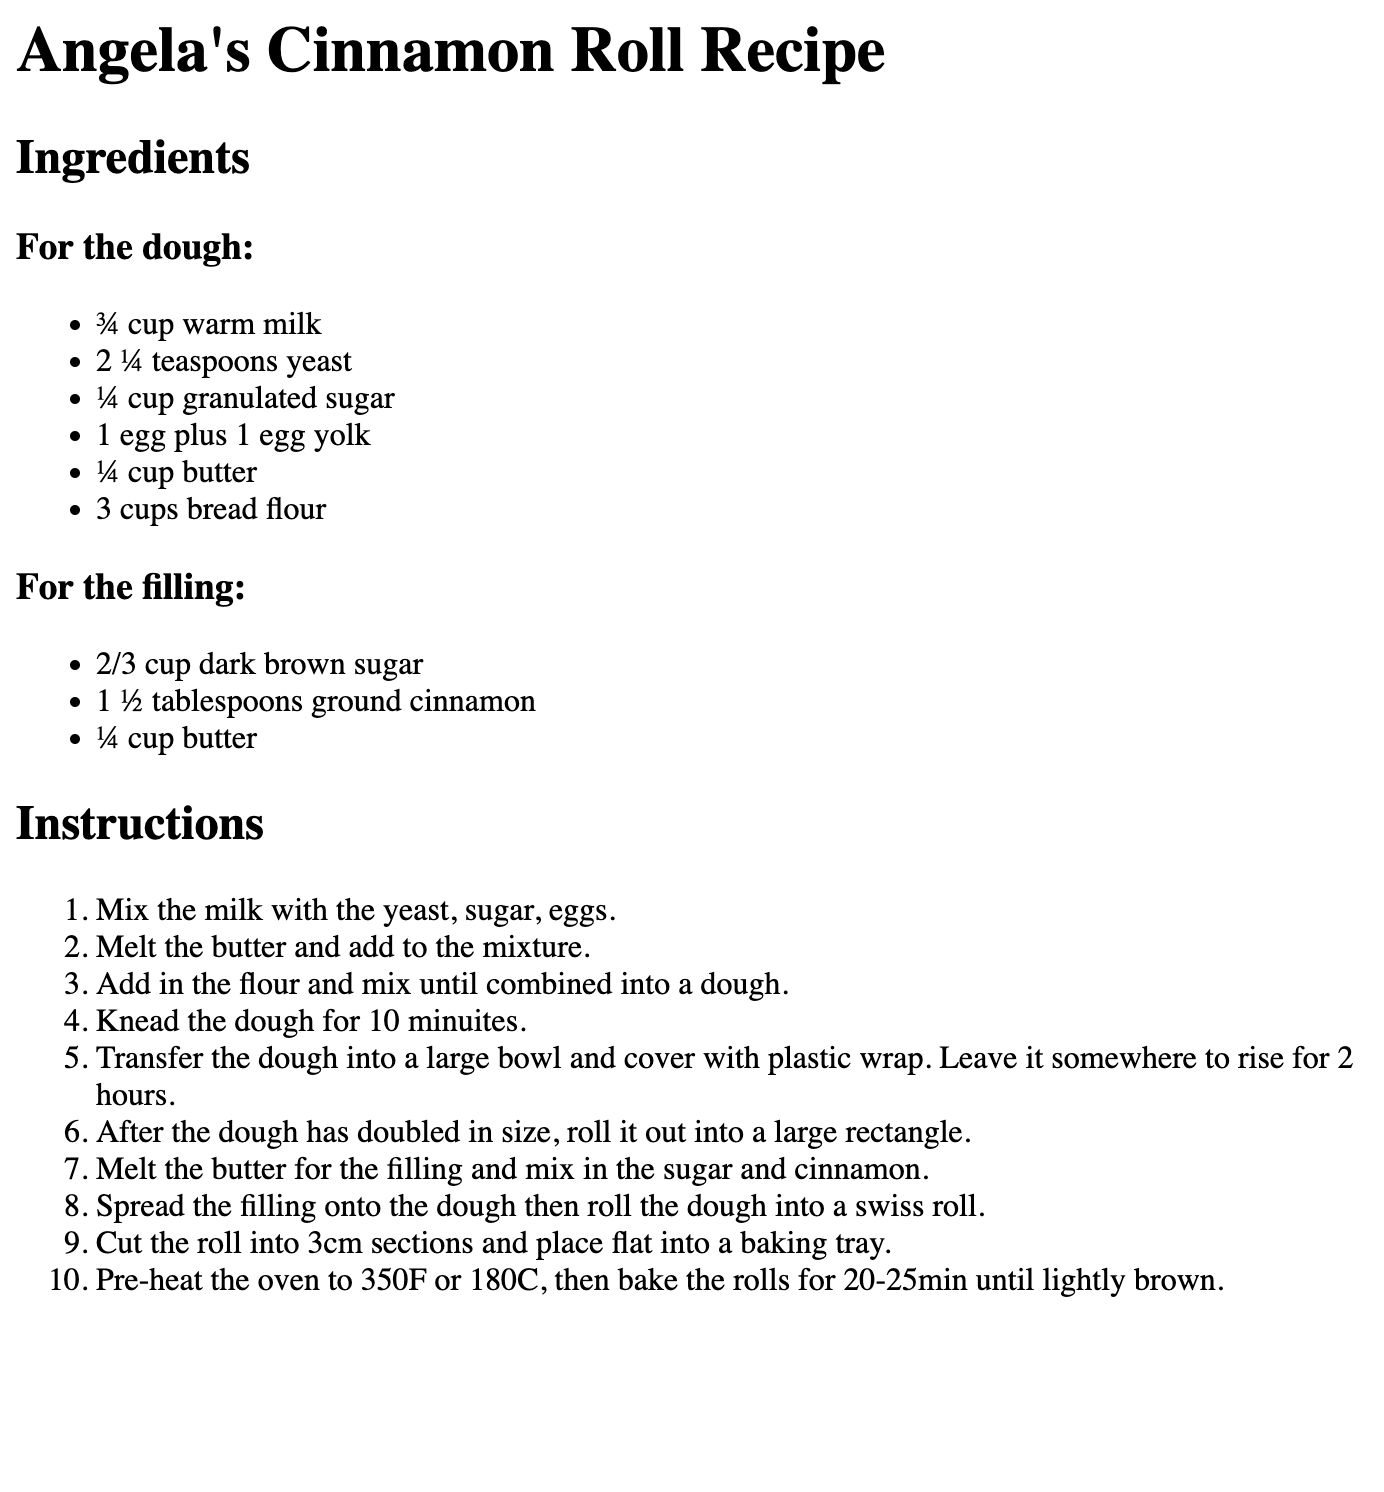 Angela's Cinnamon Roll Recipe
Ingredients
For the dough:
• ¾ cup warm milk
• 2 ¼ teaspoons yeast
• ¼ cup granulated sugar
• 1 egg plus 1 egg yolk
• ¼ cup butter
• 3 cups bread flour
For the filling:
• 2/3 cup dark brown sugar
• 1 ½ tablespoons ground cinnamon
• ¼ cup butter
Instructions
1. Mix the milk with the yeast, sugar, eggs.
2. Melt the butter and add to the mixture.
3. Add in the flour and mix until combined into a dough.
4. Knead the dough for 10 minuites.
5. Transfer the dough into a large bowl and cover with plastic wrap. Leave it somewhere to rise for 2
hours.
6. After the dough has doubled in size, roll it out into a large rectangle.
7. Melt the butter for the filling and mix in the sugar and cinnamon.
8. Spread the filling onto the dough then roll the dough into a swiss roll.
9. Cut the roll into 3cm sections and place flat into a baking tray.
10. Pre-heat the oven to 350F or 180C, then bake the rolls for 20-25min until lightly brown.